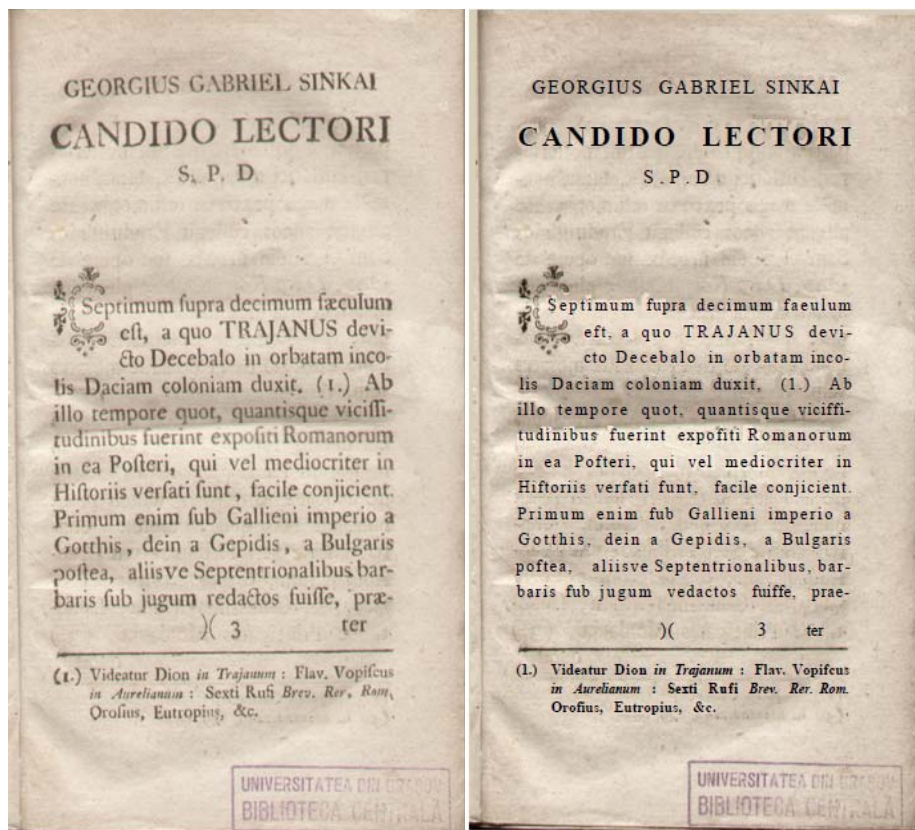 GEORGIUS GABRIEL SINKAI
CANDIDO LECTORI
S. P. D.
Septimum ſupra decimum ſæculum
eſt, a quo TRAJANUS devi-
cto Decebalo in orbatam inco-
lis Daciam coloniam duxit. (1.) Ab
illo tempore quot, quantisque viciſſi-
tudinibus fuerint expoſiti Romanorum
in ea Poſteri, qui vel mediocriter in
Hiſtoriis verſati ſunt, facile conjicient.
Primum enim ſub Gallieni imperio a
Gotthis, dein a Gepidis, a Bulgaris
poſtea, aliisve Septentrionalibus bar-
baris ſub jugum redactos fuiſſe, præ-
)( 3 ter
(1.) Videatur Dion in Trajanum : Flav. Vopiſcus
in Aurelianum : Sexti Rufi Brev. Rer. Rom.
Oroſius, Eutropius, &c.
UNIVERSITATEA DIN BRASOV
BIBLIOTECA CENTRALĂ
GEORGIUS GABRIEL SINKAI
CANDIDO LECTORI
S.P.D
Septimum fupra decimum faeulum
eft, a quo TRAJANUS devi-
cto Decebalo in orbatam inco-
lis Daciam coloniam duxit, (1.) Ab
illo tempore quot, quantisque viciffi-
tudinibus fuerint expofiti Romanorum
in ea Pofteri, qui vel mediocriter in
Hiftoriis verfati funt, facile conjicient.
Primum enim fub Gallieni imperio a
Gotthis, dein a Gepidis, a Bulgaris
poftea, aliisve Septentrionalibus, bar-
baris fub jugum vedactos fuiffe, prae-
)( 3 ter
(1.) Videatur Dion in Trajanum : Flav. Vopifcus
in Aurelianum : Sexti Rufi Brev. Rer. Rom.
Orofius, Eutropius, &c.
UNIVERSITATEA DIN BRASOV
BIBLIOTECA CENTRALĂ